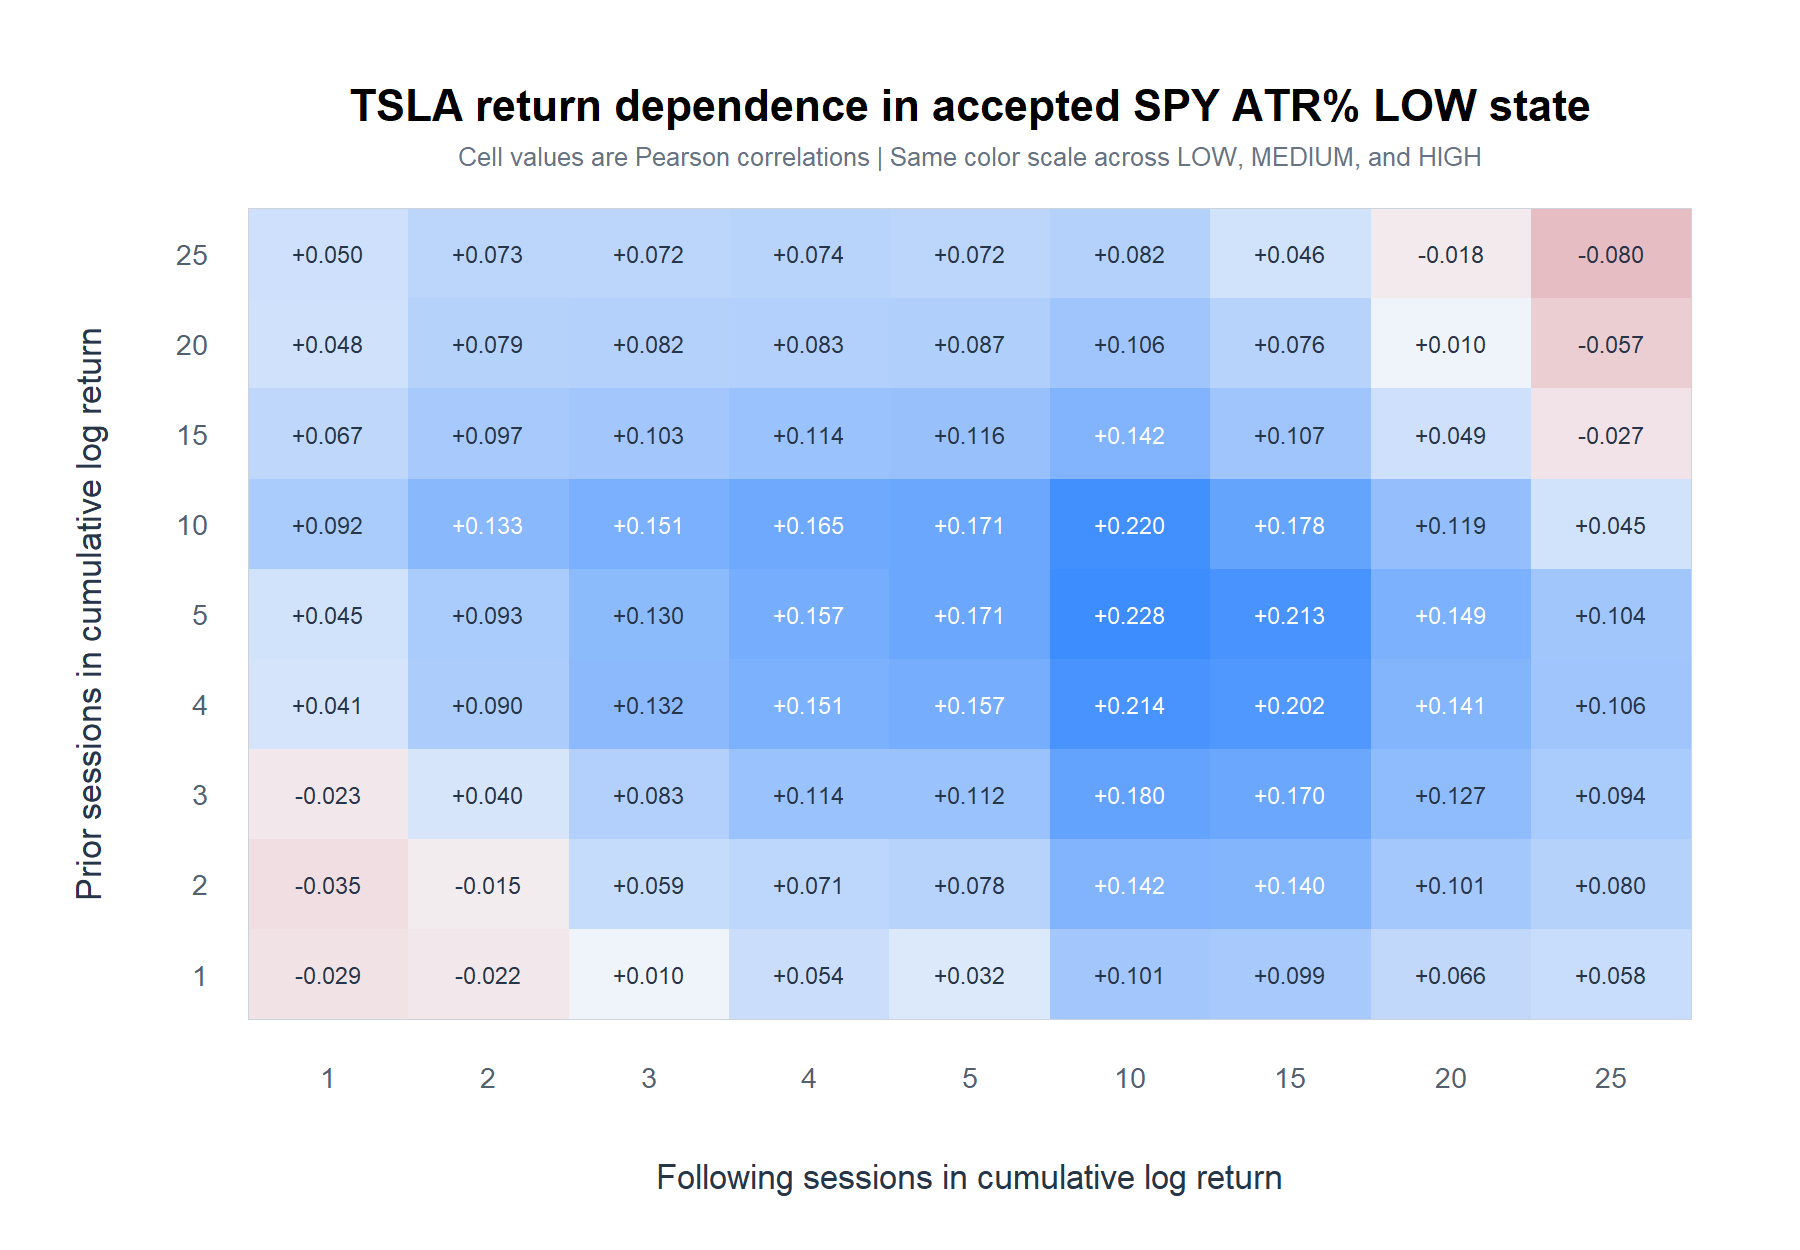 TSLA return dependence in accepted SPY ATR% LOW state
Cell values are Pearson correlations | Same color scale across LOW, MEDIUM, and HIGH
Prior sessions in cumulative log return
25 +0.050 +0.073 +0.072 +0.074 +0.072 +0.082 +0.046 -0.018 -0.080
20 +0.048 +0.079 +0.082 +0.083 +0.087 +0.106 +0.076 +0.010 -0.057
15 +0.067 +0.097 +0.103 +0.114 +0.116 +0.142 +0.107 +0.049 -0.027
10 +0.092 +0.133 +0.151 +0.165 +0.171 +0.220 +0.178 +0.119 +0.045
5 +0.045 +0.093 +0.130 +0.157 +0.171 +0.228 +0.213 +0.149 +0.104
4 +0.041 +0.090 +0.132 +0.151 +0.157 +0.214 +0.202 +0.141 +0.106
3 -0.023 +0.040 +0.083 +0.114 +0.112 +0.180 +0.170 +0.127 +0.094
2 -0.035 -0.015 +0.059 +0.071 +0.078 +0.142 +0.140 +0.101 +0.080
1 -0.029 -0.022 +0.010 +0.054 +0.032 +0.101 +0.099 +0.066 +0.058
1 2 3 4 5 10 15 20 25
Following sessions in cumulative log return